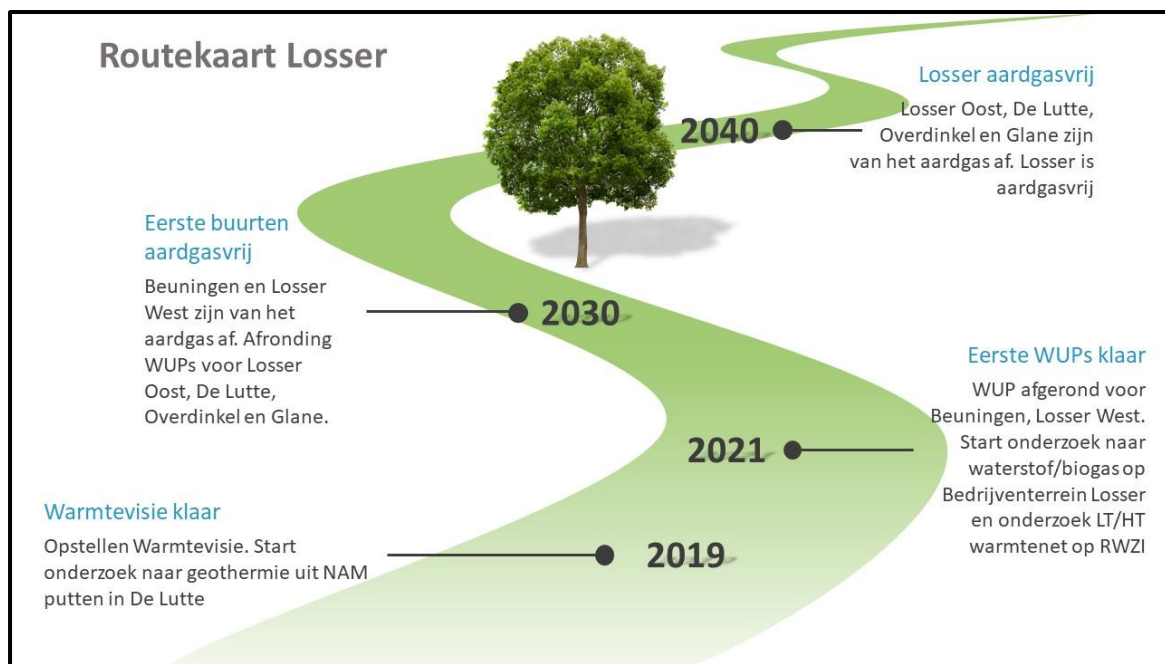 Routekaart Losser
Losser aardgasvrij
Losser Oost, De Lutte,
Overdinkel en Glane zijn
van het aardgas af. Losser is
aardgasvrij
2040
Eerste buurten
aardgasvrij
Beuningen en Losser
West zijn van het
aardgas af. Afronding
WUPs voor Losser
Oost, De Lutte,
Overdinkel en Glane.
2030
Eerste WUPs klaar
WUP afgerond voor
Beuningen, Losser West.
Start onderzoek naar
waterstof/biogas op
Bedrijventerrein Losser
en onderzoek LT/HT
warmtenet op RWZI
2021
Warmtevisie klaar
Opstellen Warmtevisie. Start
onderzoek naar geothermie uit NAM
putten in De Lutte
2019